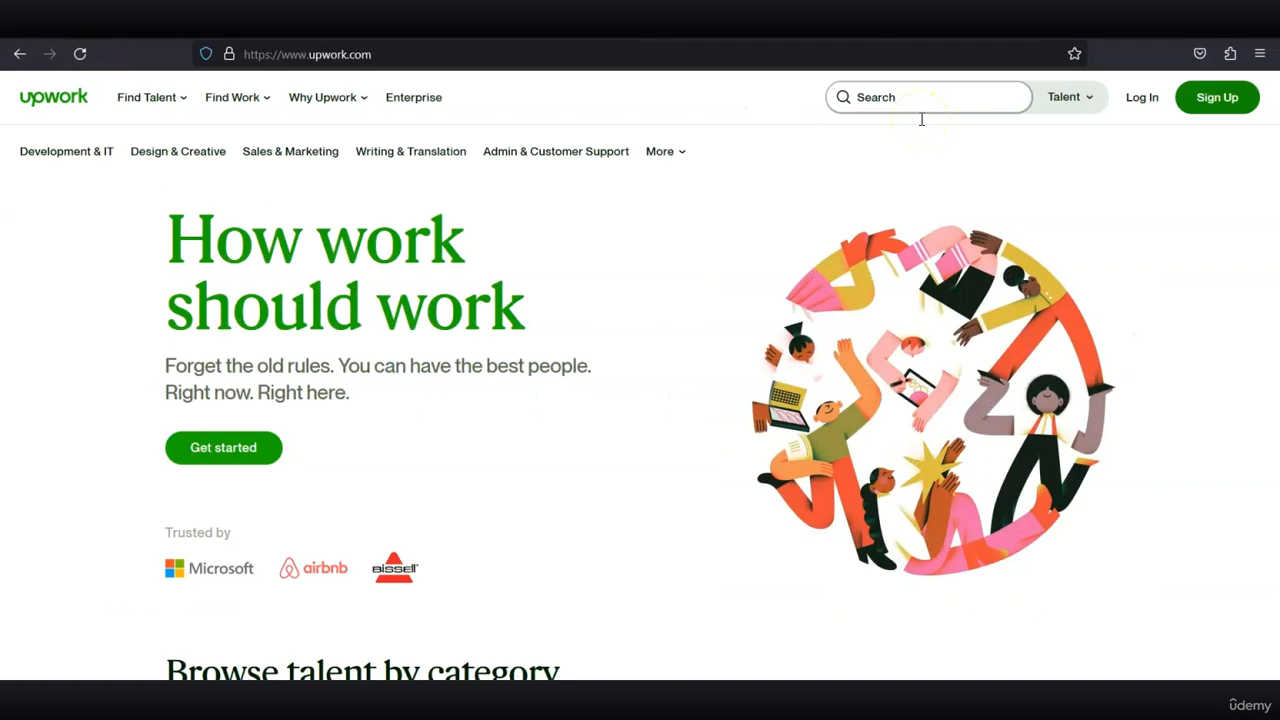 https://www.upwork.com
upwork
Find Talent
Find Work
Why Upwork
Enterprise
Search
Talent
Log In
Sign Up
Development & IT
Design & Creative
Sales & Marketing
Writing & Translation
Admin & Customer Support
More
How work
should work
Forget the old rules. You can have the best people.
Right now. Right here.
Get started
Trusted by
Microsoft
airbnb
BISSELL
Browse talent by category
ûdemy